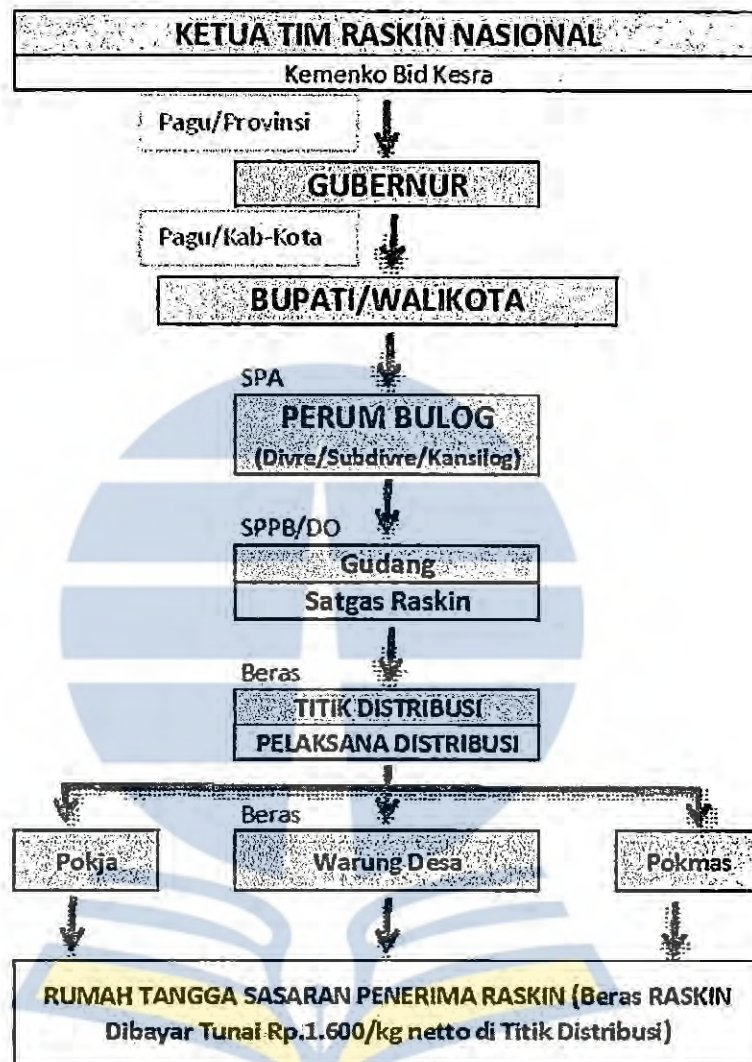 KETUA TIM RASKIN NASIONAL
Kemenko Bid Kesra
Pagu/Provinsi
GUBERNUR
Pagu/Kab-Kota
BUPATI/WALIKOTA
SPA
PERUM BULOG
(Divre/Subdivre/Kansilog)
SPPB/DO
Gudang
Satgas Raskin
Beras
TITIK DISTRIBUSI
PELAKSANA DISTRIBUSI
Beras
Pokja
Warung Desa
Pokmas
RUMAH TANGGA SASARAN PENERIMA RASKIN (Beras RASKIN
Dibayar Tunai Rp.1.600/kg netto di Titik Distribusi)